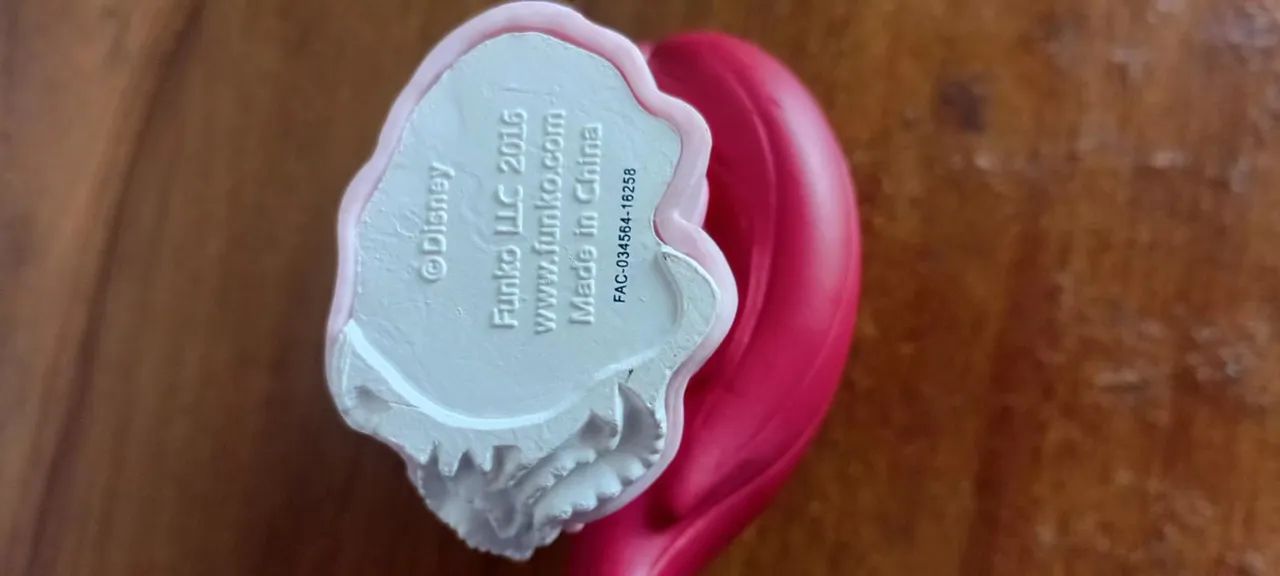 ©Disney
Funko LLC 2016
www.funko.com
Made in China
FAC-034564-16258